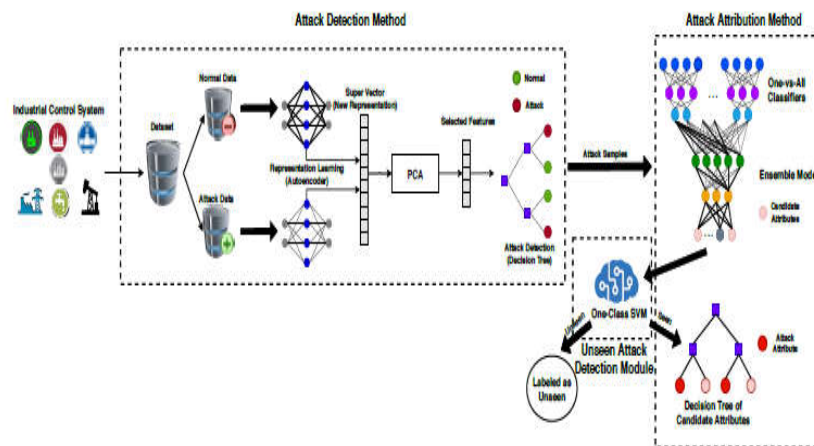 Attack Detection Method
Attack Attribution Method
Industrial Control System
Dataset
Normal Data
Attack Data
Super Vector
(New Representation)
Representation Learning
(Autoencoder)
PCA
Selected Features
Normal
Attack
Attack Detection
(Decision Tree)
Attack Samples
One-vs-All
Classifiers
Ensemble Model
Candidate
Attributes
One-Class SVM
Unseen
Seen
Unseen Attack
Detection Module
Labeled as
Unseen
Attack
Attribute
Decision Tree of
Candidate Attributes